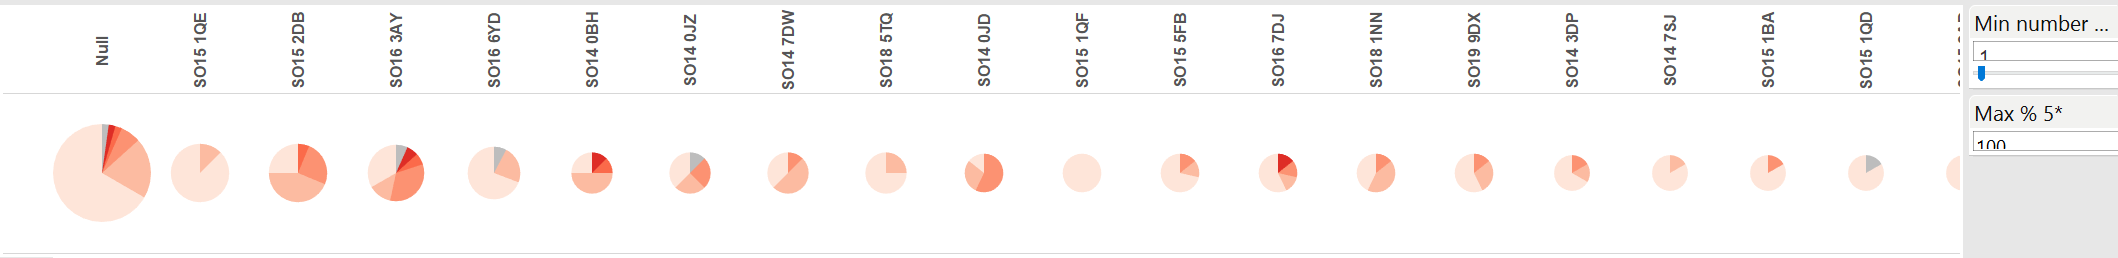 Null
SO15 1QE
SO15 2DB
SO16 3AY
SO16 6YD
SO14 0BH
SO14 0JZ
SO14 7DW
SO18 5TQ
SO14 0JD
SO15 1QF
SO15 5FB
SO16 7DJ
SO18 1NN
SO19 9DX
SO14 3DP
SO14 7SJ
SO15 1BA
SO15 1QD
Min number ...
1
Max % 5*
100